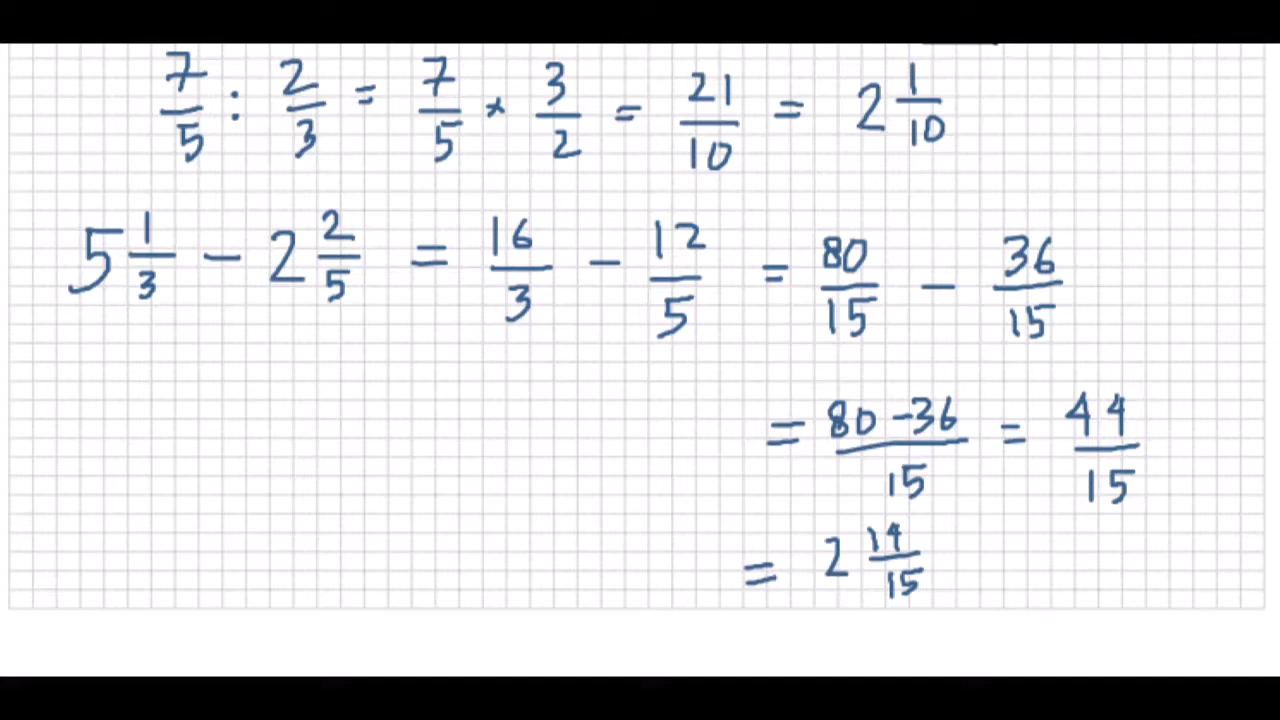 7/5 : 2/3 = 7/5 * 3/2 = 21/10 = 2 1/10
5 1/3 - 2 2/5 = 16/3 - 12/5 = 80/15 - 36/15
= 80-36/15 = 44/15
= 2 14/15